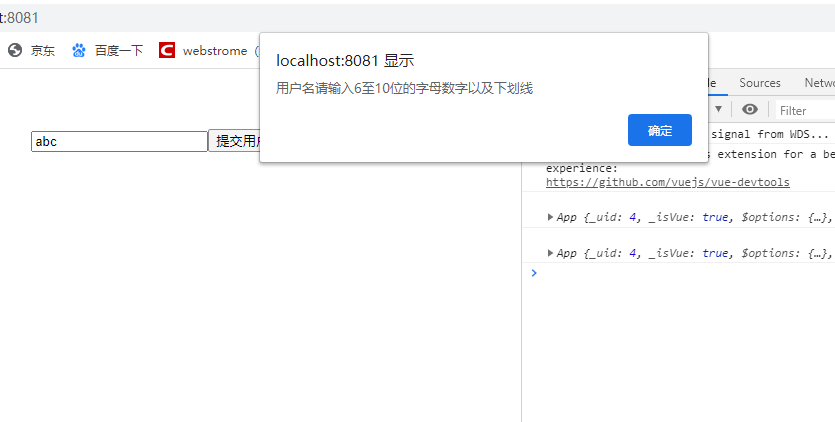 t:8081
京东 百度一下 webstrome (
localhost:8081 显示
用户名请输入6至10位的字母数字以及下划线
确定
abc 提交用户
Sources Netw
Filter
signal from WDS...
s extension for a be
experience:
https://github.com/vuejs/vue-devtools
App {_uid: 4, _isVue: true, $options: {…},
App {_uid: 4, _isVue: true, $options: {…},